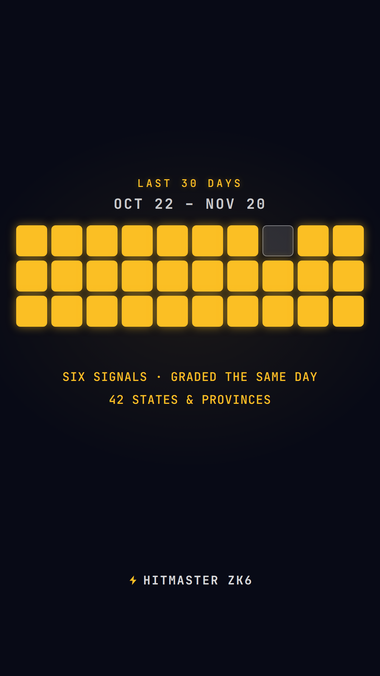 LAST 30 DAYS
OCT 22 – NOV 20
SIX SIGNALS · GRADED THE SAME DAY
42 STATES & PROVINCES
HITMASTER ZK6